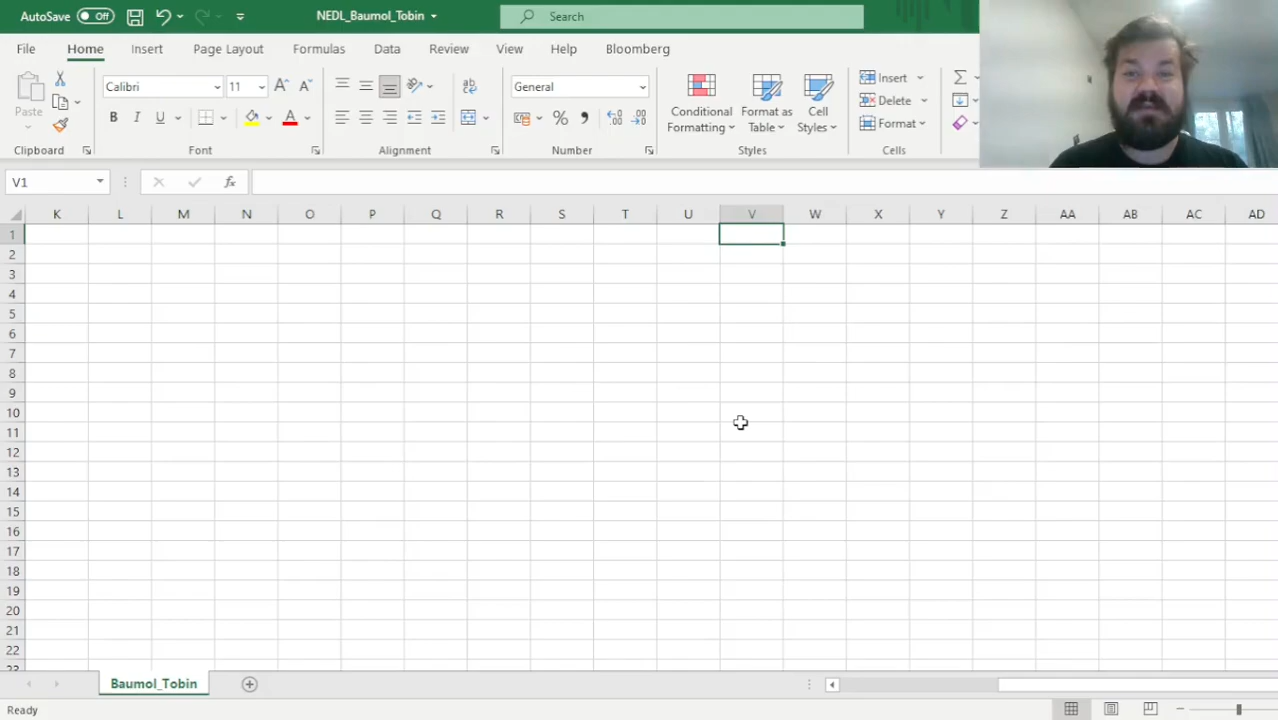 AutoSave Off NEDL_Baumol_Tobin Search
File Home Insert Page Layout Formulas Data Review View Help Bloomberg
Paste Calibri 11 General Conditional Formatting Format as Table Cell Styles Insert Delete Format
Clipboard Font Alignment Number Styles Cells
V1 fx
K L M N O P Q R S T U V W X Y Z AA AB AC AD
1
2
3
4
5
6
7
8
9
10
11
12
13
14
15
16
17
18
19
20
21
22
23
Baumol_Tobin
Ready